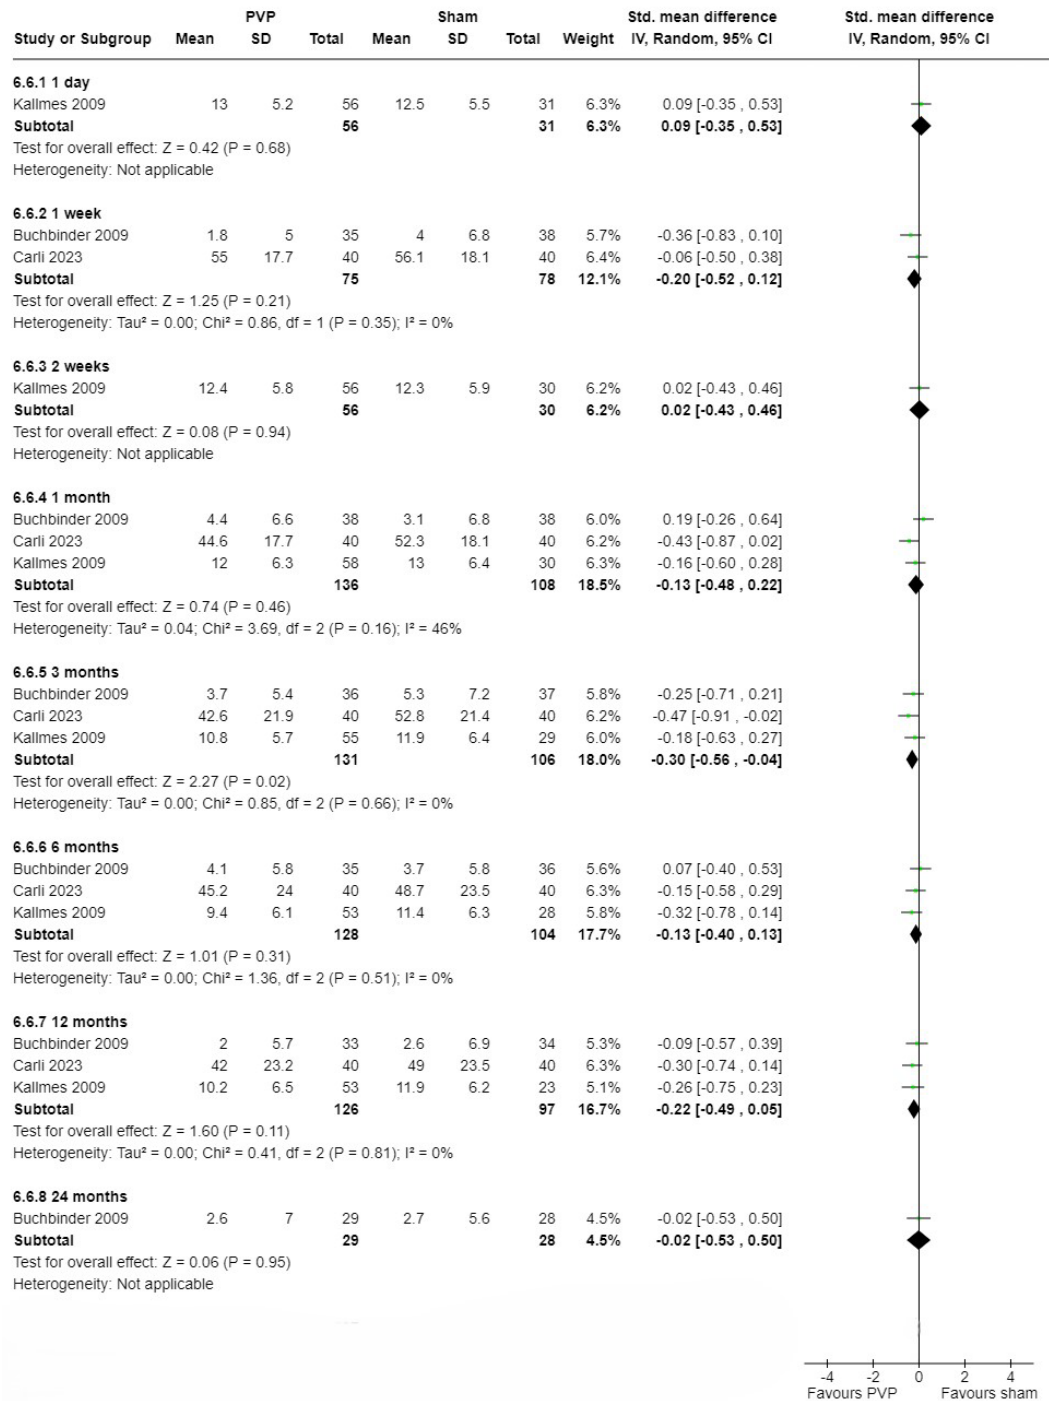 PVP Sham Std. mean difference Std. mean difference
Study or Subgroup Mean SD Total Mean SD Total Weight IV, Random, 95% CI IV, Random, 95% CI
6.6.1 1 day
Kallmes 2009 13 5.2 56 12.5 5.5 31 6.3% 0.09 [-0.35 , 0.53]
Subtotal 56 31 6.3% 0.09 [-0.35 , 0.53]
Test for overall effect: Z = 0.42 (P = 0.68)
Heterogeneity: Not applicable
6.6.2 1 week
Buchbinder 2009 1.8 5 35 4 6.8 38 5.7% -0.36 [-0.83 , 0.10]
Carli 2023 55 17.7 40 56.1 18.1 40 6.4% -0.06 [-0.50 , 0.38]
Subtotal 75 78 12.1% -0.20 [-0.52 , 0.12]
Test for overall effect: Z = 1.25 (P = 0.21)
Heterogeneity: Tau² = 0.00; Chi² = 0.86, df = 1 (P = 0.35); I² = 0%
6.6.3 2 weeks
Kallmes 2009 12.4 5.8 56 12.3 5.9 30 6.2% 0.02 [-0.43 , 0.46]
Subtotal 56 30 6.2% 0.02 [-0.43 , 0.46]
Test for overall effect: Z = 0.08 (P = 0.94)
Heterogeneity: Not applicable
6.6.4 1 month
Buchbinder 2009 4.4 6.6 38 3.1 6.8 38 6.0% 0.19 [-0.26 , 0.64]
Carli 2023 44.6 17.7 40 52.3 18.1 40 6.2% -0.43 [-0.87 , 0.02]
Kallmes 2009 12 6.3 58 13 6.4 30 6.3% -0.16 [-0.60 , 0.28]
Subtotal 136 108 18.5% -0.13 [-0.48 , 0.22]
Test for overall effect: Z = 0.74 (P = 0.46)
Heterogeneity: Tau² = 0.04; Chi² = 3.69, df = 2 (P = 0.16); I² = 46%
6.6.5 3 months
Buchbinder 2009 3.7 5.4 36 5.3 7.2 37 5.8% -0.25 [-0.71 , 0.21]
Carli 2023 42.6 21.9 40 52.8 21.4 40 6.2% -0.47 [-0.91 , -0.02]
Kallmes 2009 10.8 5.7 55 11.9 6.4 29 6.0% -0.18 [-0.63 , 0.27]
Subtotal 131 106 18.0% -0.30 [-0.56 , -0.04]
Test for overall effect: Z = 2.27 (P = 0.02)
Heterogeneity: Tau² = 0.00; Chi² = 0.85, df = 2 (P = 0.66); I² = 0%
6.6.6 6 months
Buchbinder 2009 4.1 5.8 35 3.7 5.8 36 5.6% 0.07 [-0.40 , 0.53]
Carli 2023 45.2 24 40 48.7 23.5 40 6.3% -0.15 [-0.58 , 0.29]
Kallmes 2009 9.4 6.1 53 11.4 6.3 28 5.8% -0.32 [-0.78 , 0.14]
Subtotal 128 104 17.7% -0.13 [-0.40 , 0.13]
Test for overall effect: Z = 1.01 (P = 0.31)
Heterogeneity: Tau² = 0.00; Chi² = 1.36, df = 2 (P = 0.51); I² = 0%
6.6.7 12 months
Buchbinder 2009 2 5.7 33 2.6 6.9 34 5.3% -0.09 [-0.57 , 0.39]
Carli 2023 42 23.2 40 49 23.5 40 6.3% -0.30 [-0.74 , 0.14]
Kallmes 2009 10.2 6.5 53 11.9 6.2 23 5.1% -0.26 [-0.75 , 0.23]
Subtotal 126 97 16.7% -0.22 [-0.49 , 0.05]
Test for overall effect: Z = 1.60 (P = 0.11)
Heterogeneity: Tau² = 0.00; Chi² = 0.41, df = 2 (P = 0.81); I² = 0%
6.6.8 24 months
Buchbinder 2009 2.6 7 29 2.7 5.6 28 4.5% -0.02 [-0.53 , 0.50]
Subtotal 29 28 4.5% -0.02 [-0.53 , 0.50]
Test for overall effect: Z = 0.06 (P = 0.95)
Heterogeneity: Not applicable
-4 -2 0 2 4
Favours PVP Favours sham